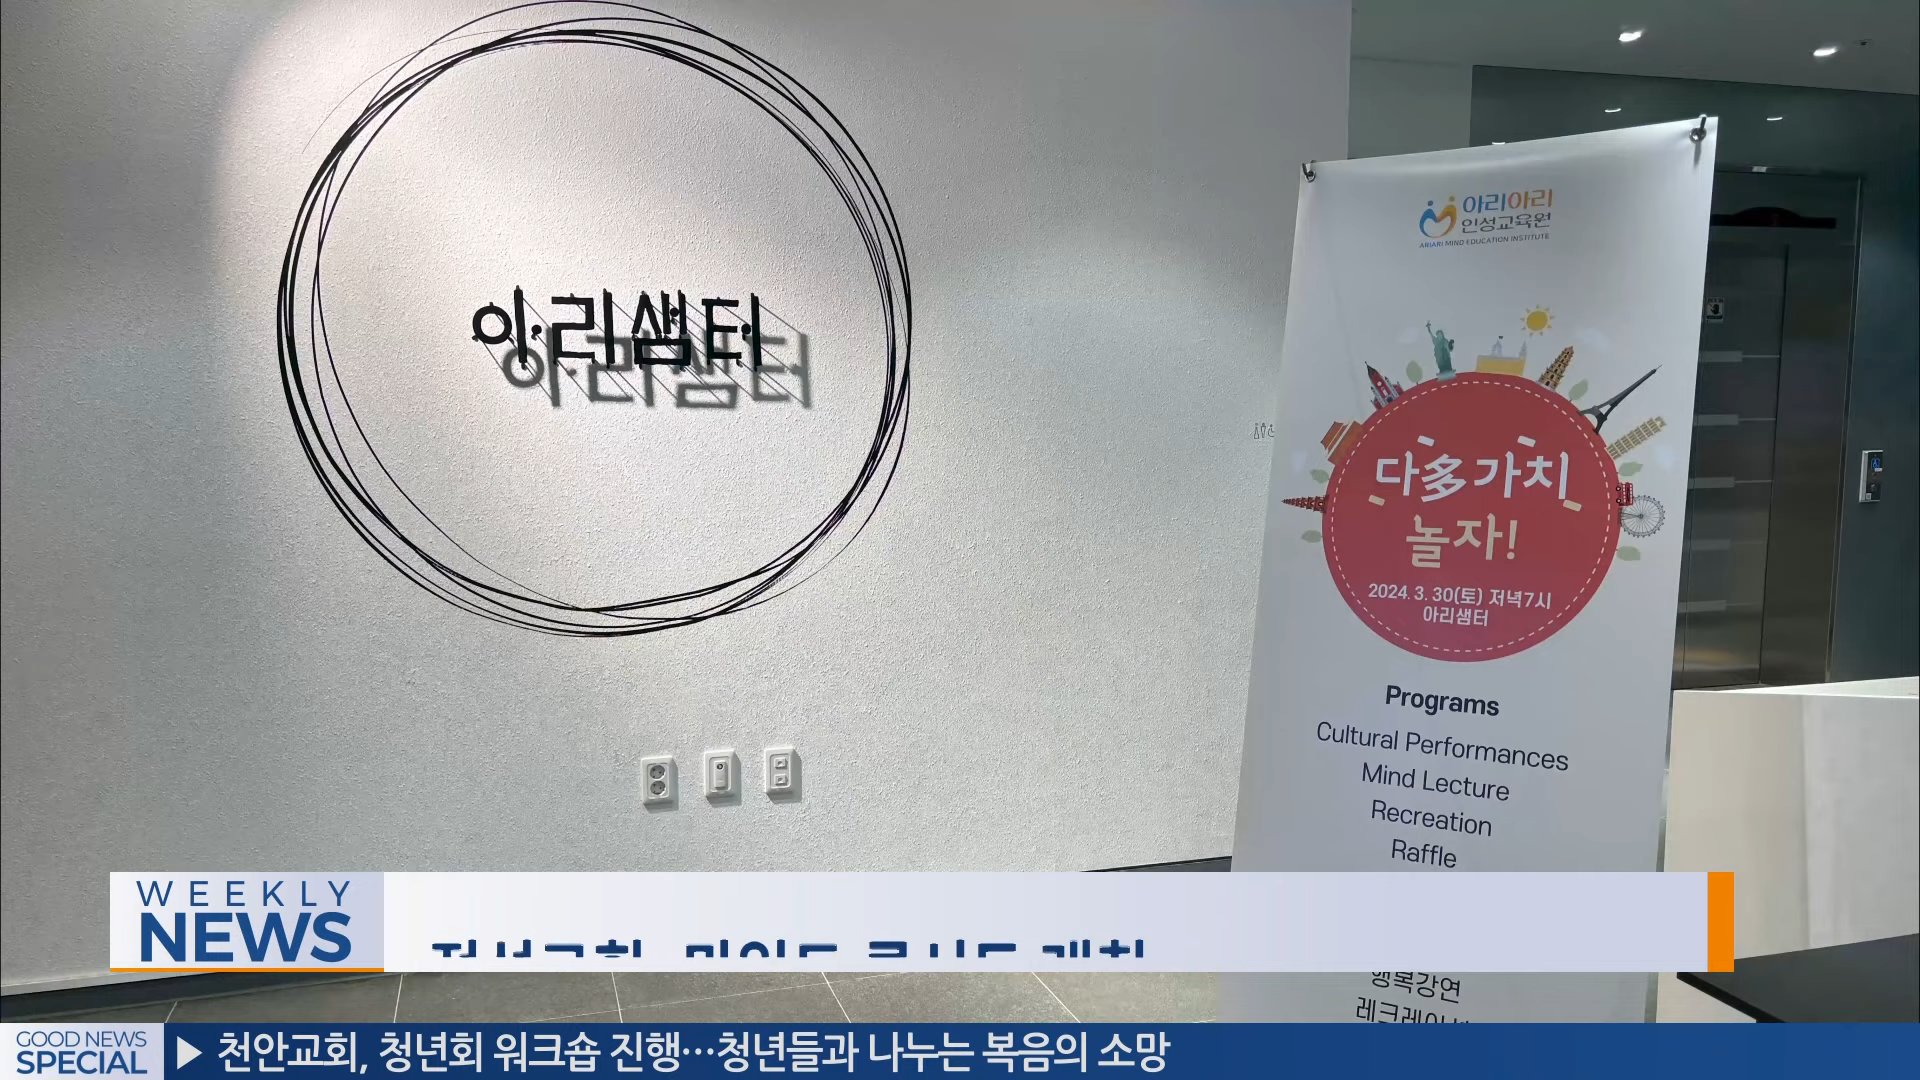 아리샘터
아리아리
인성교육원
ARIARI MIND EDUCATION INSTITUTE
다多가치
놀자!
2024. 3. 30(토) 저녁7시
아리샘터
Programs
Cultural Performances
Mind Lecture
Recreation
Raffle
행복강연
WEEKLY
NEWS
GOOD NEWS
SPECIAL
▶ 천안교회, 청년회 워크숍 진행…청년들과 나누는 복음의 소망